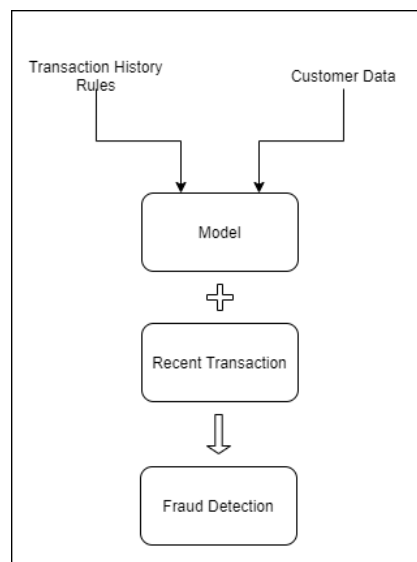 Transaction History
Rules
Customer Data
Model
Recent Transaction
Fraud Detection